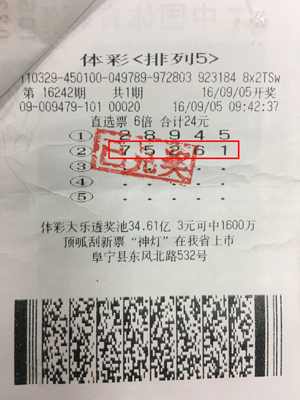 体彩<排列5>
110329-450100-049789-972803 923184 8x2TSw
第 16242期 共1期 16/09/05开奖
09-009479-101 00020 16/09/05 09:42:37
直选票 6倍 合计24元
① 2 8 9 4 5
② 7 5 2 6 1
已兑奖
③ . . . . .
④ . . . . .
⑤ . . . . .
体彩大乐透奖池34.61亿 3元可中1600万
顶呱刮新票“神灯”在我省上市
阜宁县东风北路532号